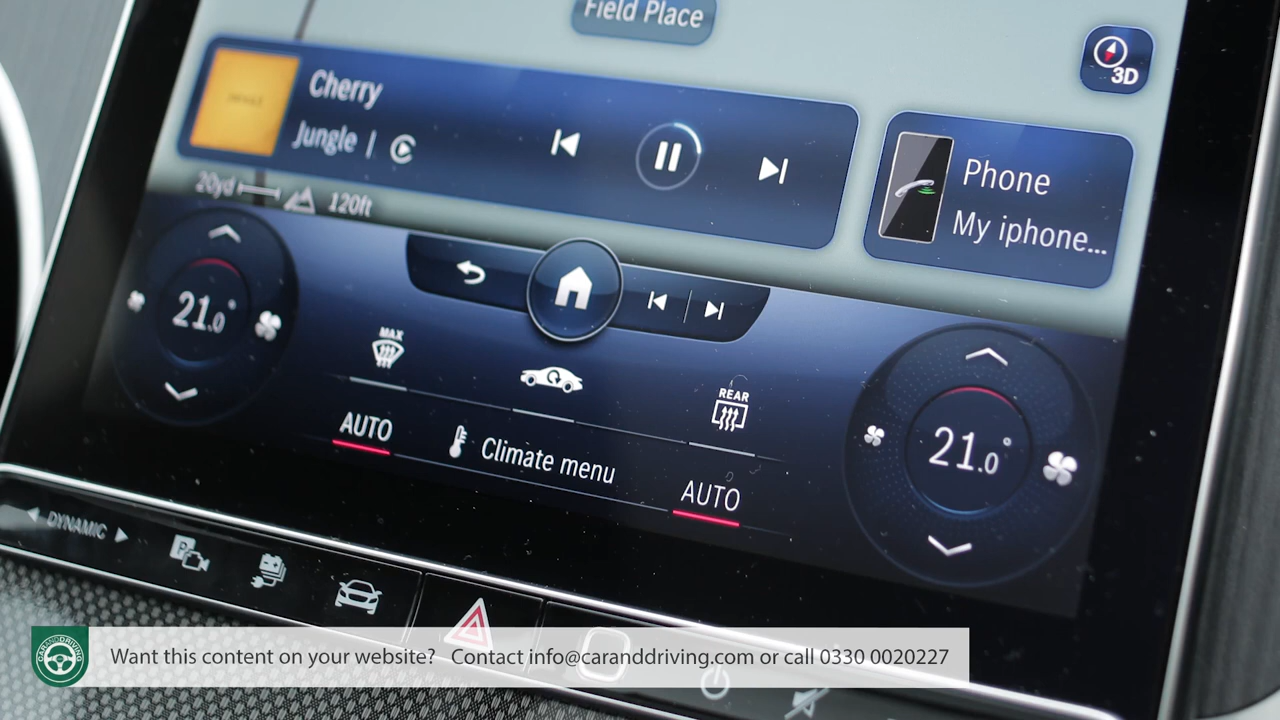 Field Place
3D
Cherry
Jungle |
Phone
My iphone...
20yd
120ft
21.0°
MAX
REAR
21.0°
AUTO
Climate menu
AUTO
DYNAMIC
P
CARANDDRIVING
Want this content on your website? Contact info@caranddriving.com or call 0330 0020227